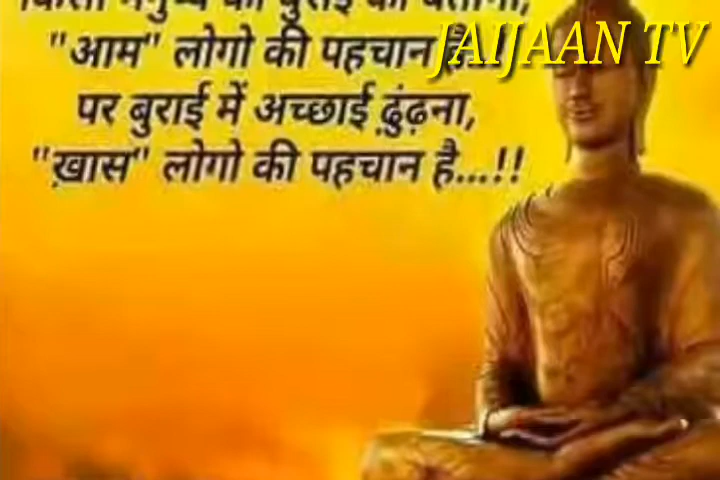 "आम" लोगो की पहचान है...
JAIJAAN TV
पर बुराई में अच्छाई ढुंढ़ना,
"ख़ास" लोगो की पहचान है...!!